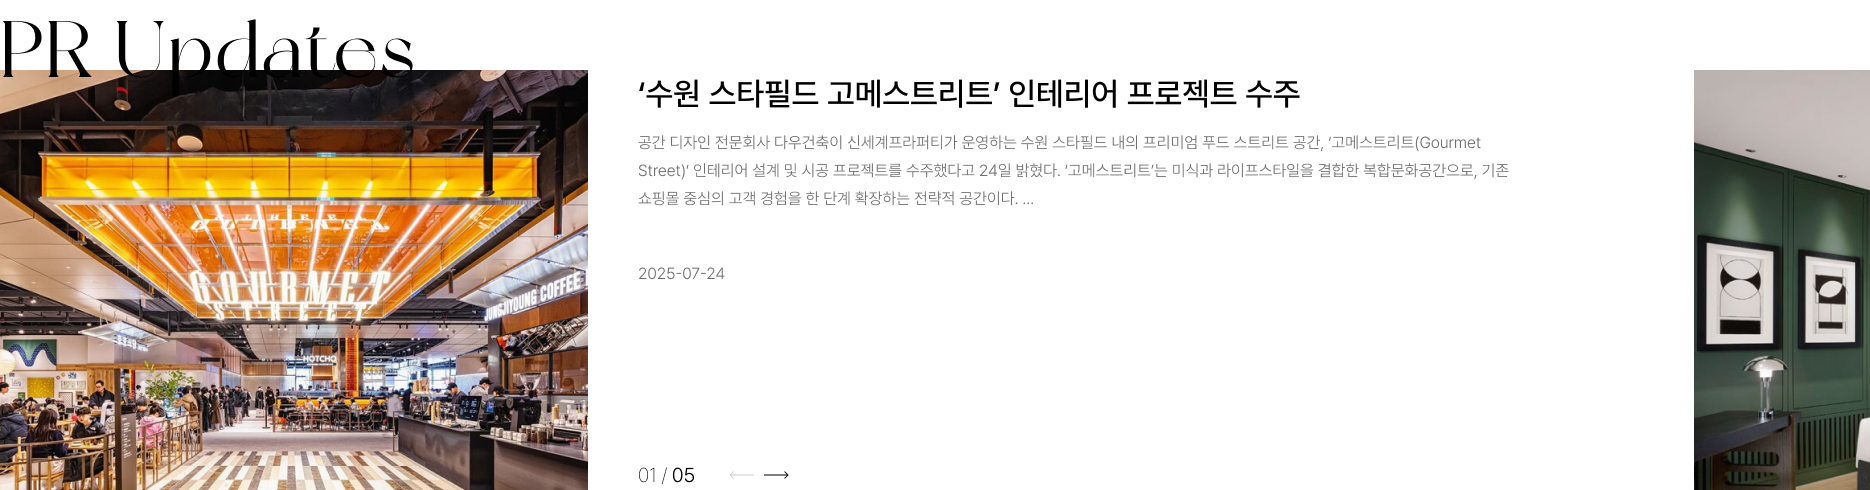 PR Updates
GOURMET
STREET
JUNGJIYOUNG COFFEE
HOTCHO
‘수원 스타필드 고메스트리트’ 인테리어 프로젝트 수주
공간 디자인 전문회사 다우건축이 신세계프라퍼티가 운영하는 수원 스타필드 내의 프리미엄 푸드 스트리트 공간, ‘고메스트리트(Gourmet
Street)’ 인테리어 설계 및 시공 프로젝트를 수주했다고 24일 밝혔다. ‘고메스트리트’는 미식과 라이프스타일을 결합한 복합문화공간으로, 기존
쇼핑몰 중심의 고객 경험을 한 단계 확장하는 전략적 공간이다. ...
2025-07-24
01 / 05